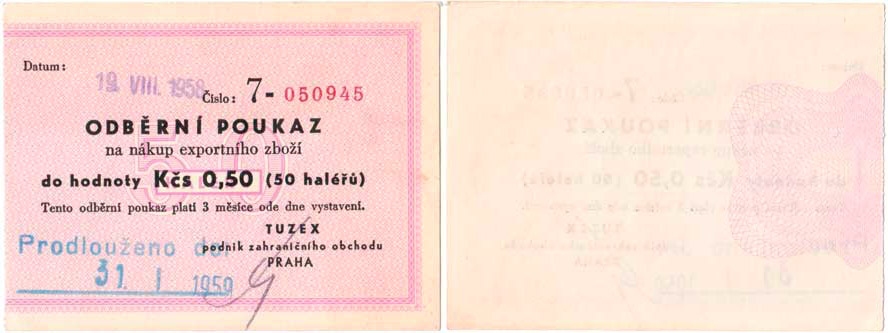 Datum:
19. VIII. 1958
Číslo: 7- 050945
ODBĚRNÍ POUKAZ
na nákup exportního zboží
50
do hodnoty Kčs 0,50 (50 haléřů)
Tento odběrní poukaz platí 3 měsíce ode dne vystavení.
TUZEX
podnik zahraničního obchodu
PRAHA
Prodlouženo do:
31. I 1959